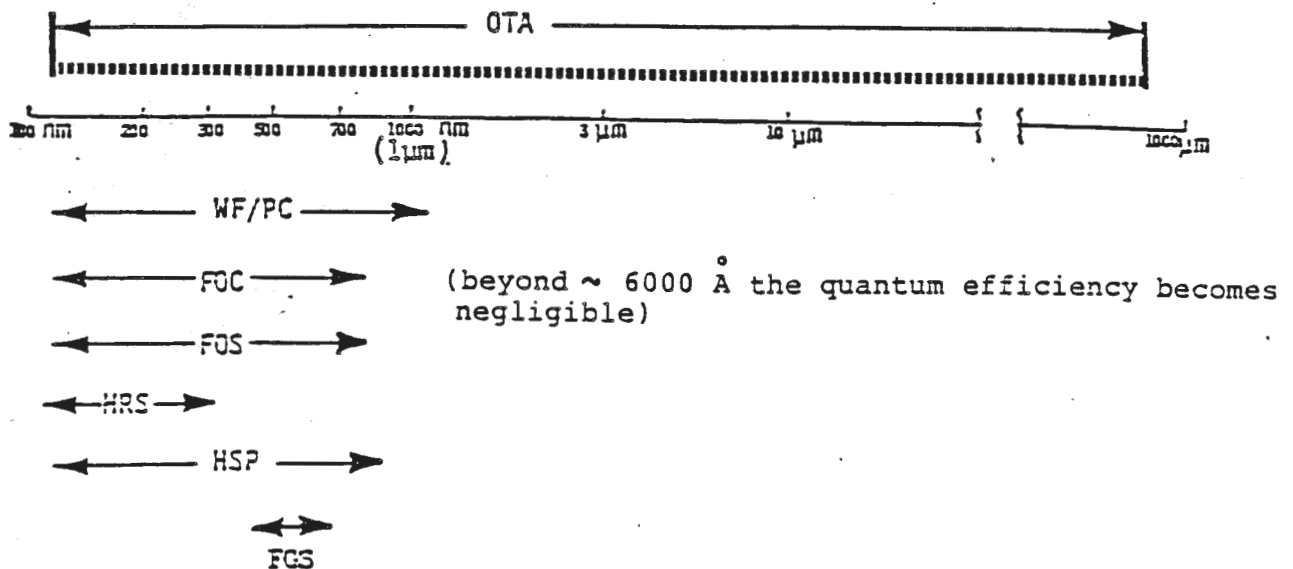 OTA
100 nm 200 300 500 700 1000 nm 3 μm 10 μm 1000 μm
(1μm)
WF/PC
FOC (beyond ~ 6000 Å the quantum efficiency becomes
negligible)
FOS
HRS
HSP
FGS